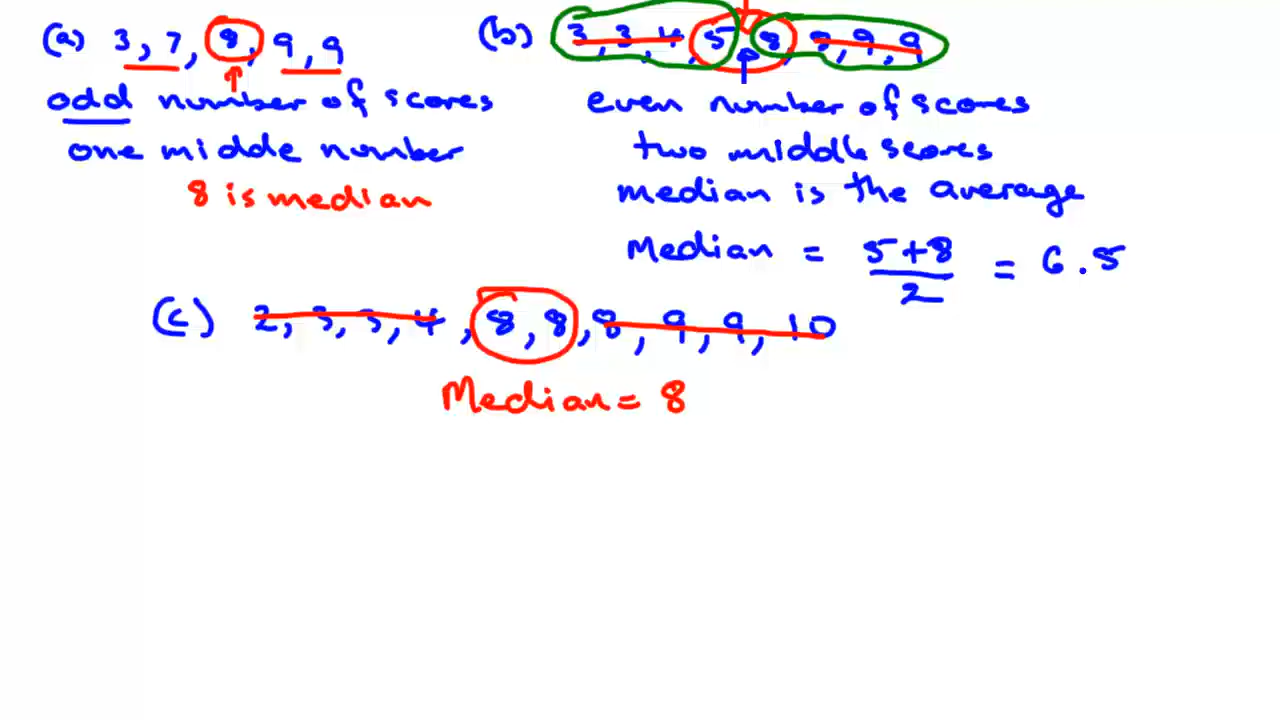 (a) 3, 7, 8, 9, 9
odd number of scores
one midde number
8 is median
(b) 3, 3, 4, 5, 8, 8, 9, 9
even number of scores
two middle scores
median is the average
Median = 5+8/2 = 6.5
(c) 2, 3, 3, 4, 8, 8, 8, 9, 9, 10
Median = 8